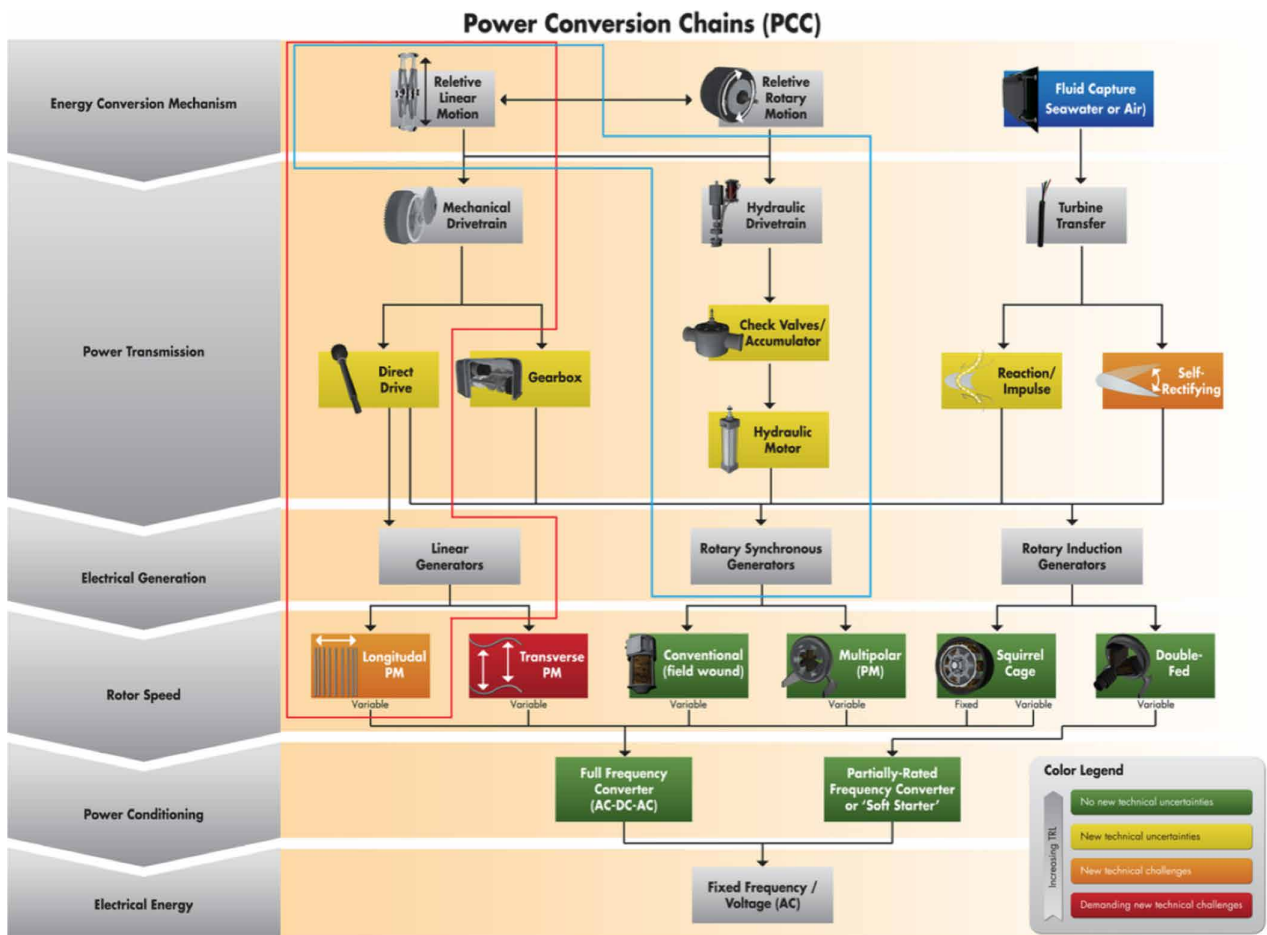 Power Conversion Chains (PCC)
Energy Conversion Mechanism
Reletive
Linear
Motion
Reletive
Rotary
Motion
Fluid Capture
Seawater or Air)
Power Transmission
Mechanical
Drivetrain
Hydraulic
Drivetrain
Turbine
Transfer
Check Valves/
Accumulator
Direct
Drive
Gearbox
Reaction/
Impulse
Self-
Rectifying
Hydraulic
Motor
Electrical Generation
Linear
Generators
Rotary Synchronous
Generators
Rotary Induction
Generators
Rotor Speed
Longitudal
PM
Variable
Transverse
PM
Variable
Conventional
(field wound)
Variable
Multipolar
(PM)
Variable
Squirrel
Cage
Fixed
Variable
Double-
Fed
Variable
Power Conditioning
Full Frequency
Converter
(AC-DC-AC)
Partially-Rated
Frequency Converter
or ‘Soft Starter’
Electrical Energy
Fixed Frequency /
Voltage (AC)
Color Legend
Increasing TRL
No new technical uncertainties
New technical uncertainties
New technical challenges
Demanding new technical challenges